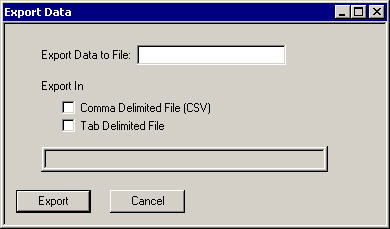 Export Data
Export Data to File:
Export In
Comma Delimited File (CSV)
Tab Delimited File
Export Cancel